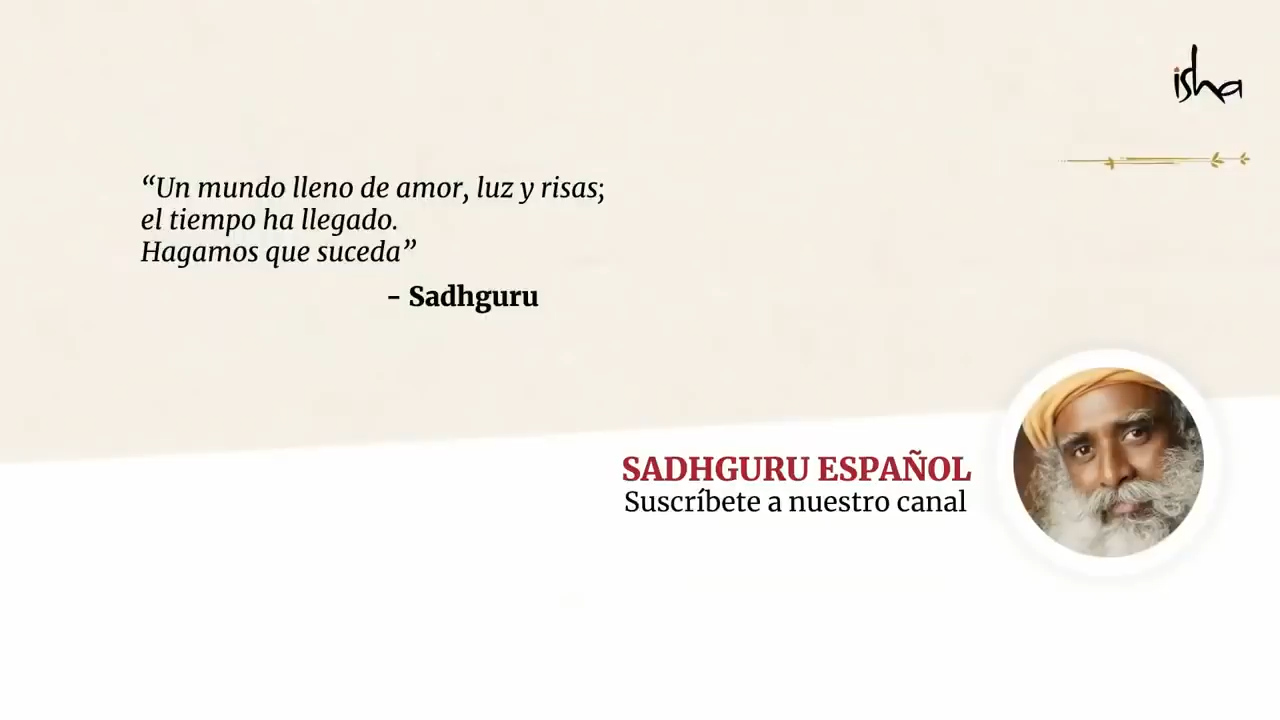 isha
“Un mundo lleno de amor, luz y risas;
el tiempo ha llegado.
Hagamos que suceda”
- Sadhguru
SADHGURU ESPAÑOL
Suscríbete a nuestro canal